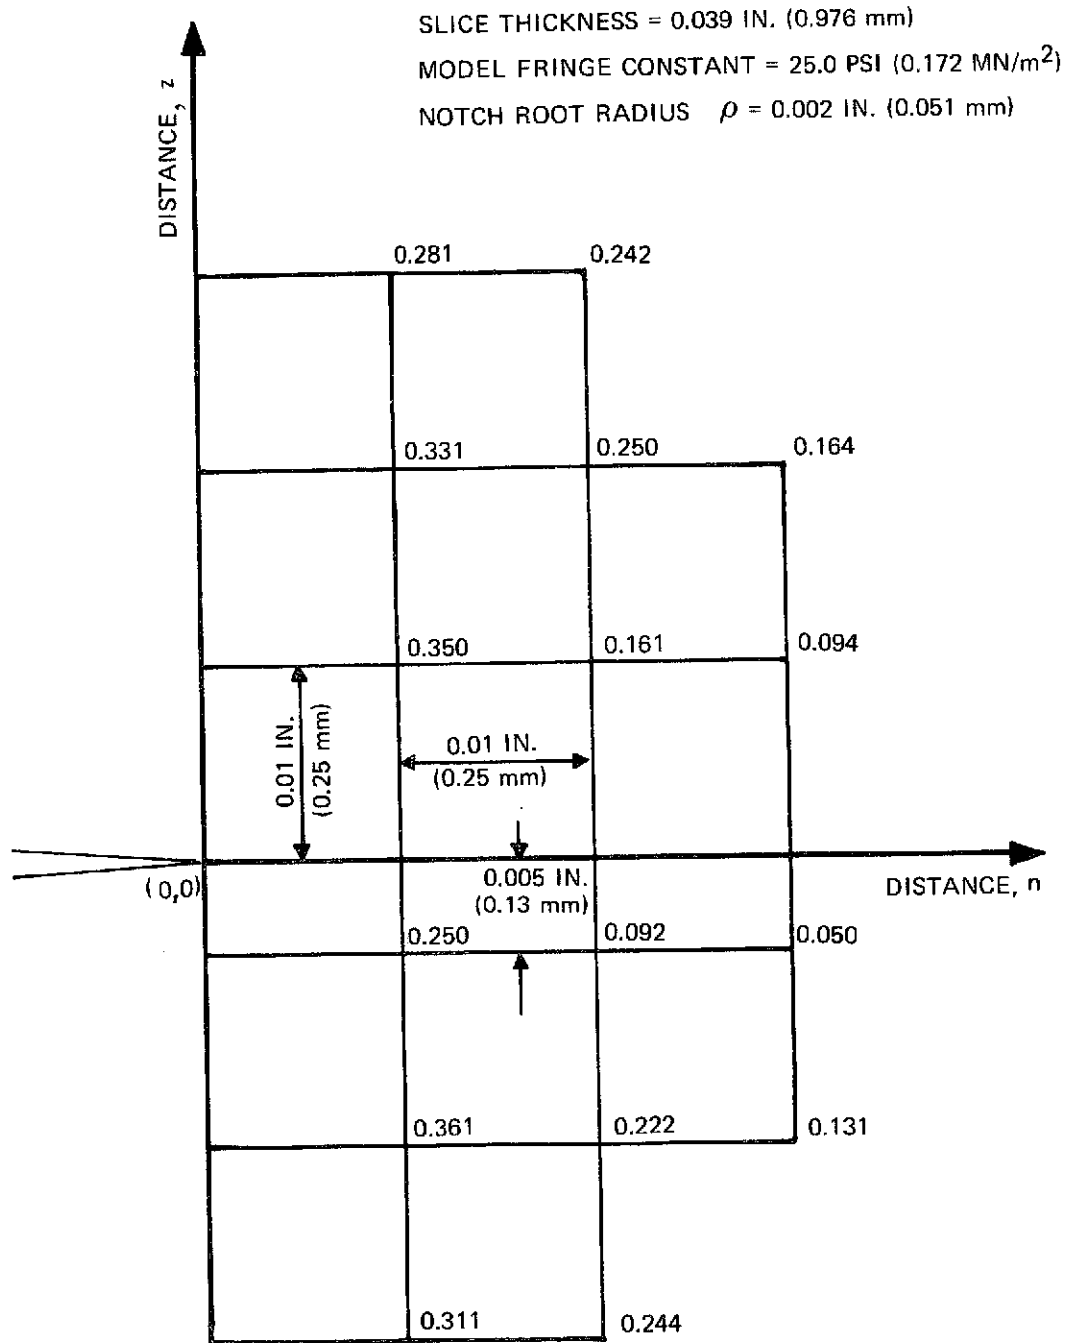 SLICE THICKNESS = 0.039 IN. (0.976 mm)
MODEL FRINGE CONSTANT = 25.0 PSI (0.172 MN/m²)
NOTCH ROOT RADIUS ρ = 0.002 IN. (0.051 mm)
DISTANCE, z
0.281 0.242
0.331 0.250 0.164
0.350 0.161 0.094
0.01 IN.
(0.25 mm)
0.01 IN.
(0.25 mm)
(0,0)
0.005 IN.
(0.13 mm)
DISTANCE, n
0.250 0.092 0.050
0.361 0.222 0.131
0.311 0.244